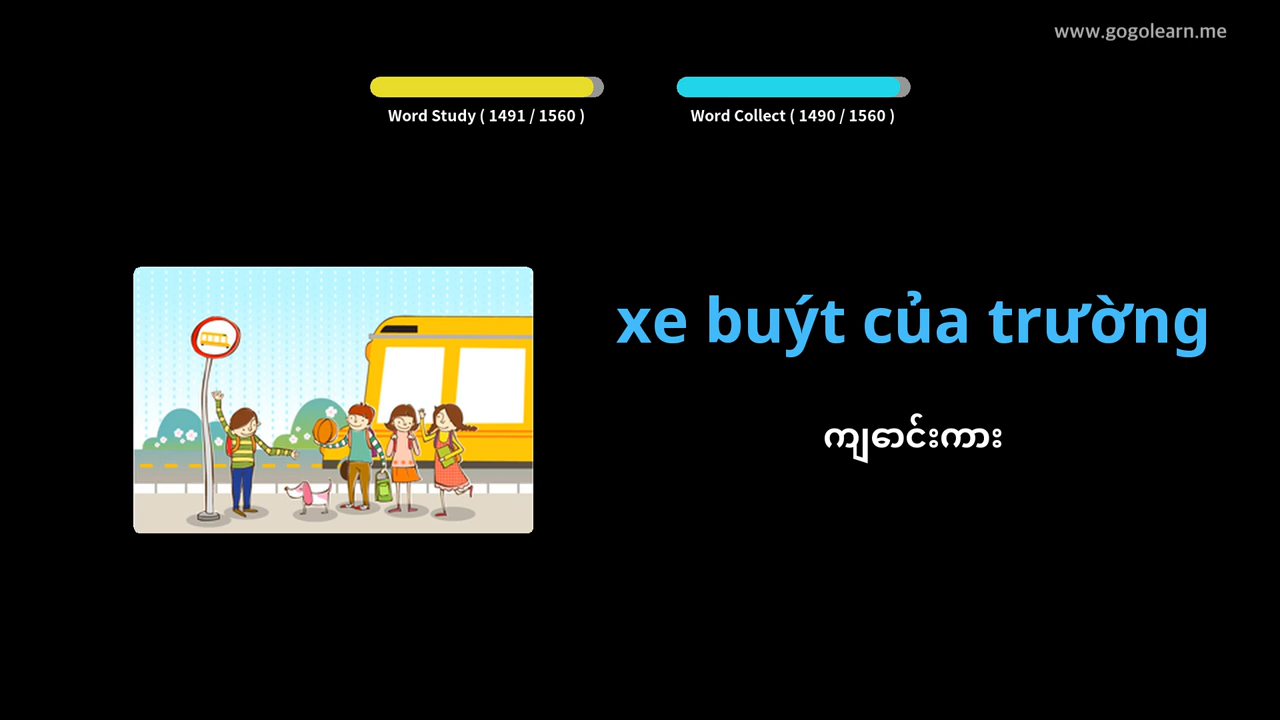 www.gogolearn.me
Word Study ( 1491 / 1560 )
Word Collect ( 1490 / 1560 )
xe buýt của trường
ကျောင်းကား